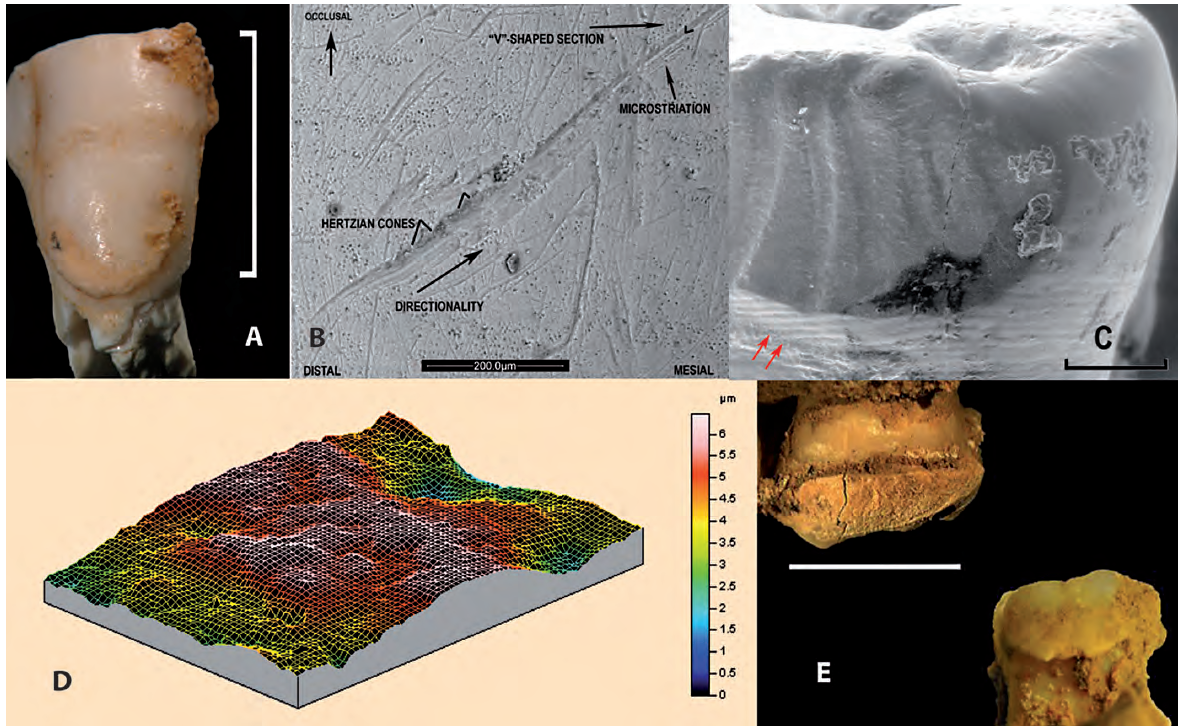 A
OCCLUSAL
"V"-SHAPED SECTION
MICROSTRIATION
HERTZIAN CONES
DIRECTIONALITY
B
200.0µm
DISTAL
MESIAL
C
D
µm
6
5.5
5
4.5
4
3.5
3
2.5
2
1.5
1
0.5
0
E